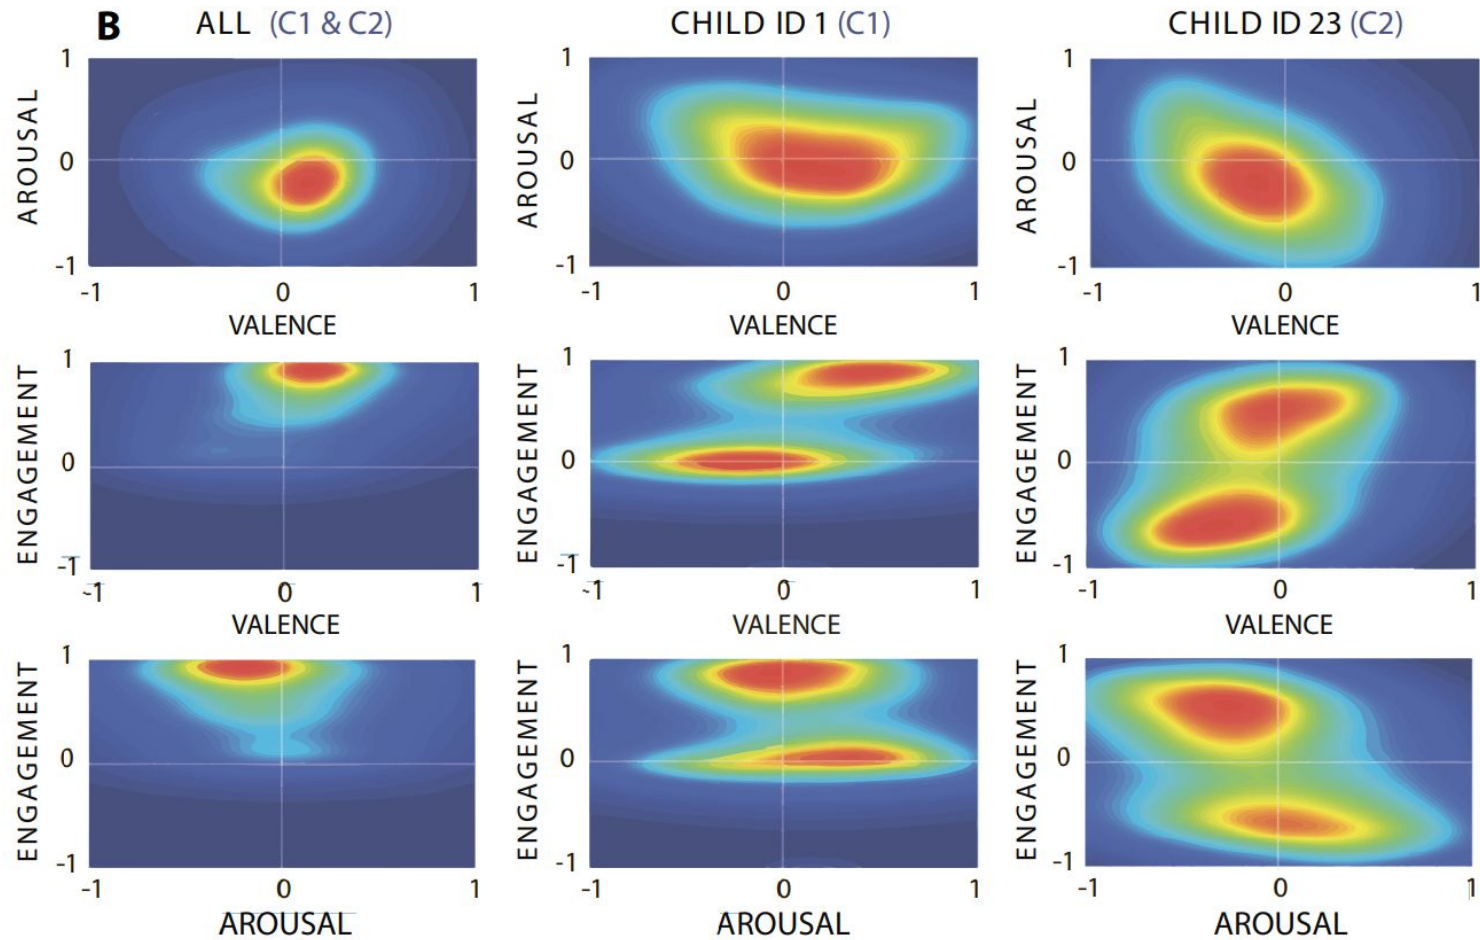 B ALL (C1 & C2) CHILD ID 1 (C1) CHILD ID 23 (C2)
AROUSAL 1 0 -1 AROUSAL 1 0 -1 AROUSAL 1 0 -1
-1 0 1 -1 0 1 -1 0 1
VALENCE VALENCE VALENCE
ENGAGEMENT 1 0 -1 ENGAGEMENT 1 0 -1 ENGAGEMENT 1 0 -1
-1 0 1 -1 0 1 -1 0 1
VALENCE VALENCE VALENCE
ENGAGEMENT 1 0 -1 ENGAGEMENT 1 0 -1 ENGAGEMENT 1 0 -1
-1 0 1 -1 0 1 -1 0 1
AROUSAL AROUSAL AROUSAL